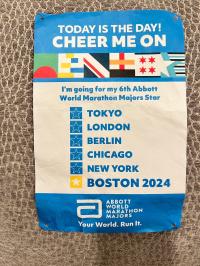 TODAY IS THE DAY!
CHEER ME ON
I'm going for my 6th Abbott
World Marathon Majors Star
TOKYO
LONDON
BERLIN
CHICAGO
NEW YORK
BOSTON 2024
ABBOTT
WORLD
MARATHON
MAJORS
Your World. Run It.